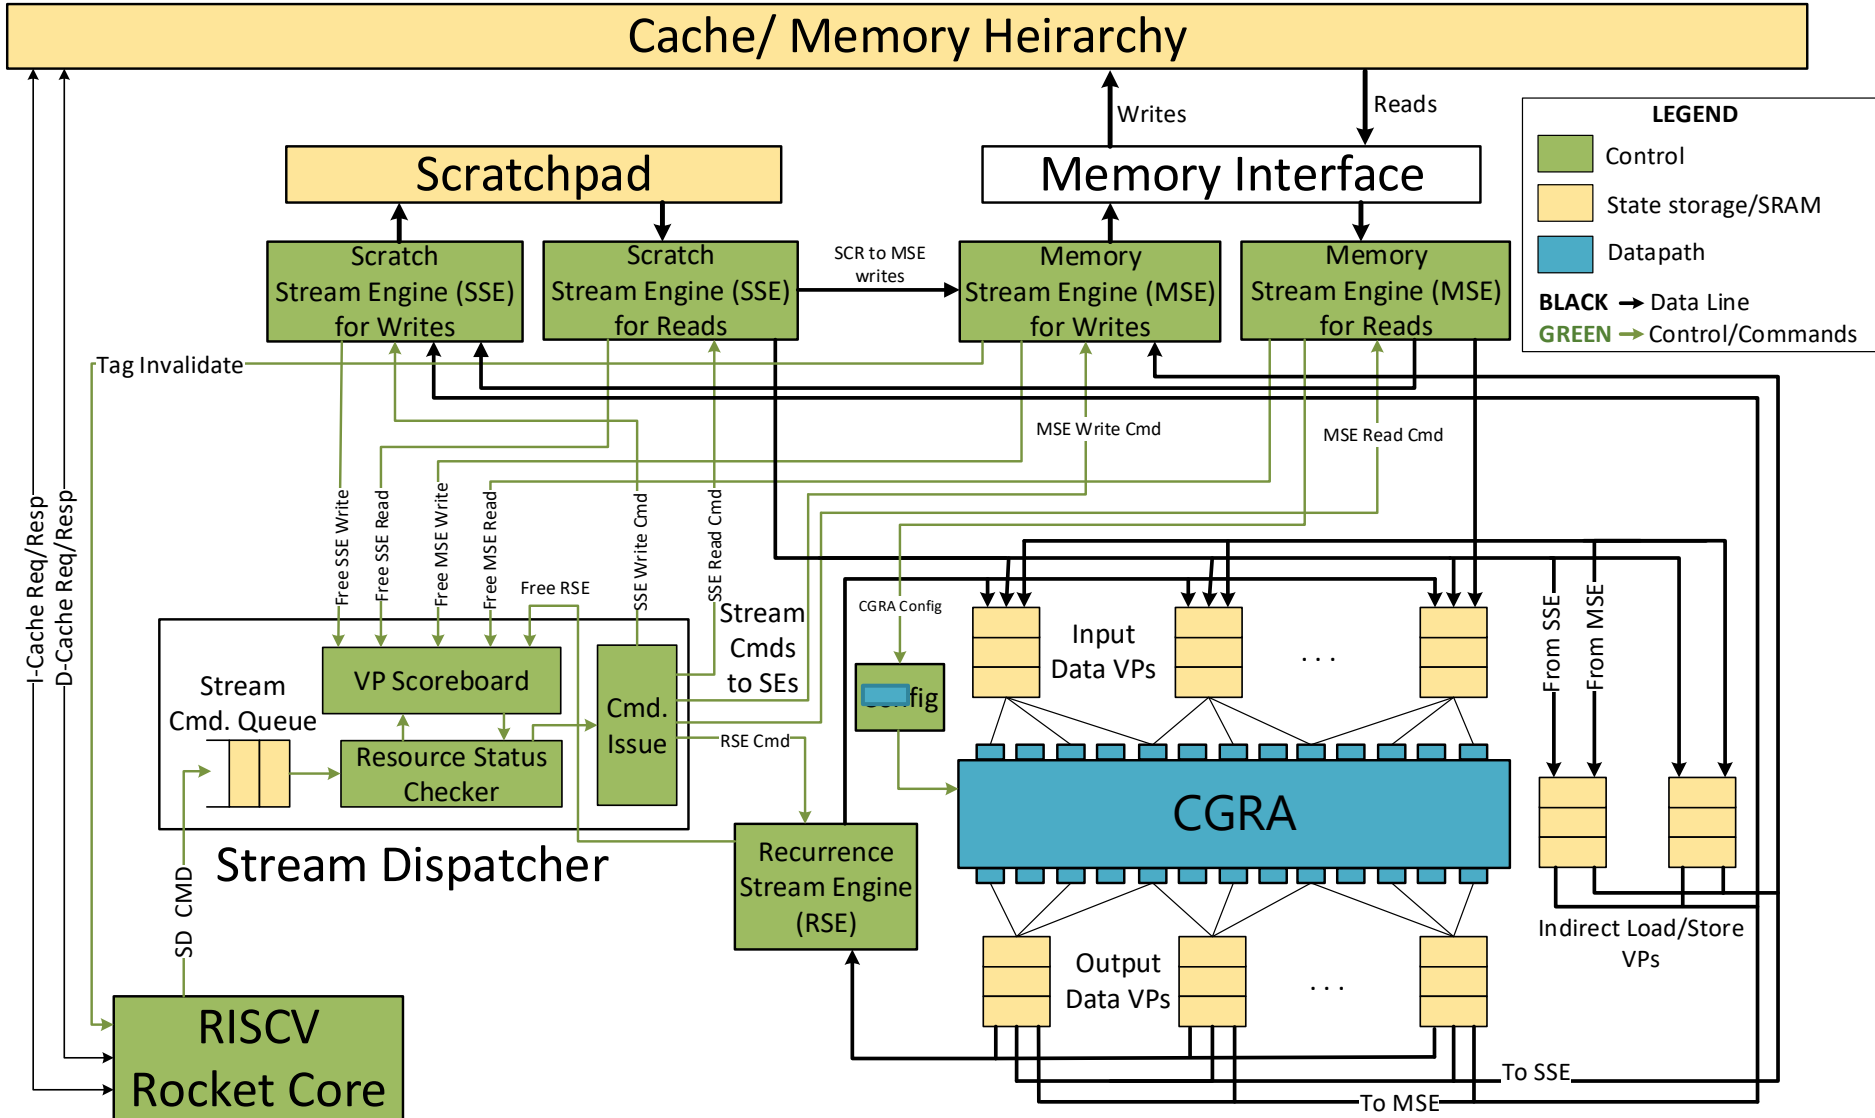 Cache/ Memory Heirarchy
Writes
Reads
LEGEND
Control
State storage/SRAM
Datapath
BLACK Data Line
GREEN Control/Commands
Scratchpad
Memory Interface
Scratch
Stream Engine (SSE)
for Writes
Scratch
Stream Engine (SSE)
for Reads
SCR to MSE
writes
Memory
Stream Engine (MSE)
for Writes
Memory
Stream Engine (MSE)
for Reads
Tag Invalidate
MSE Write Cmd
MSE Read Cmd
I-Cache Req/Resp
D-Cache Req/Resp
Free SSE Write
Free SSE Read
Free MSE Write
Free MSE Read
Free RSE
SSE Write Cmd
SSE Read Cmd
Stream
Cmds
to SEs
CGRA Config
Input
Data VPs
. . .
From SSE
From MSE
VP Scoreboard
Stream
Cmd. Queue
Resource Status
Checker
Cmd.
Issue
RSE Cmd
CGRA
Stream Dispatcher
SD CMD
Recurrence
Stream Engine
(RSE)
Indirect Load/Store
VPs
Output
Data VPs
. . .
RISCV
Rocket Core
To SSE
To MSE